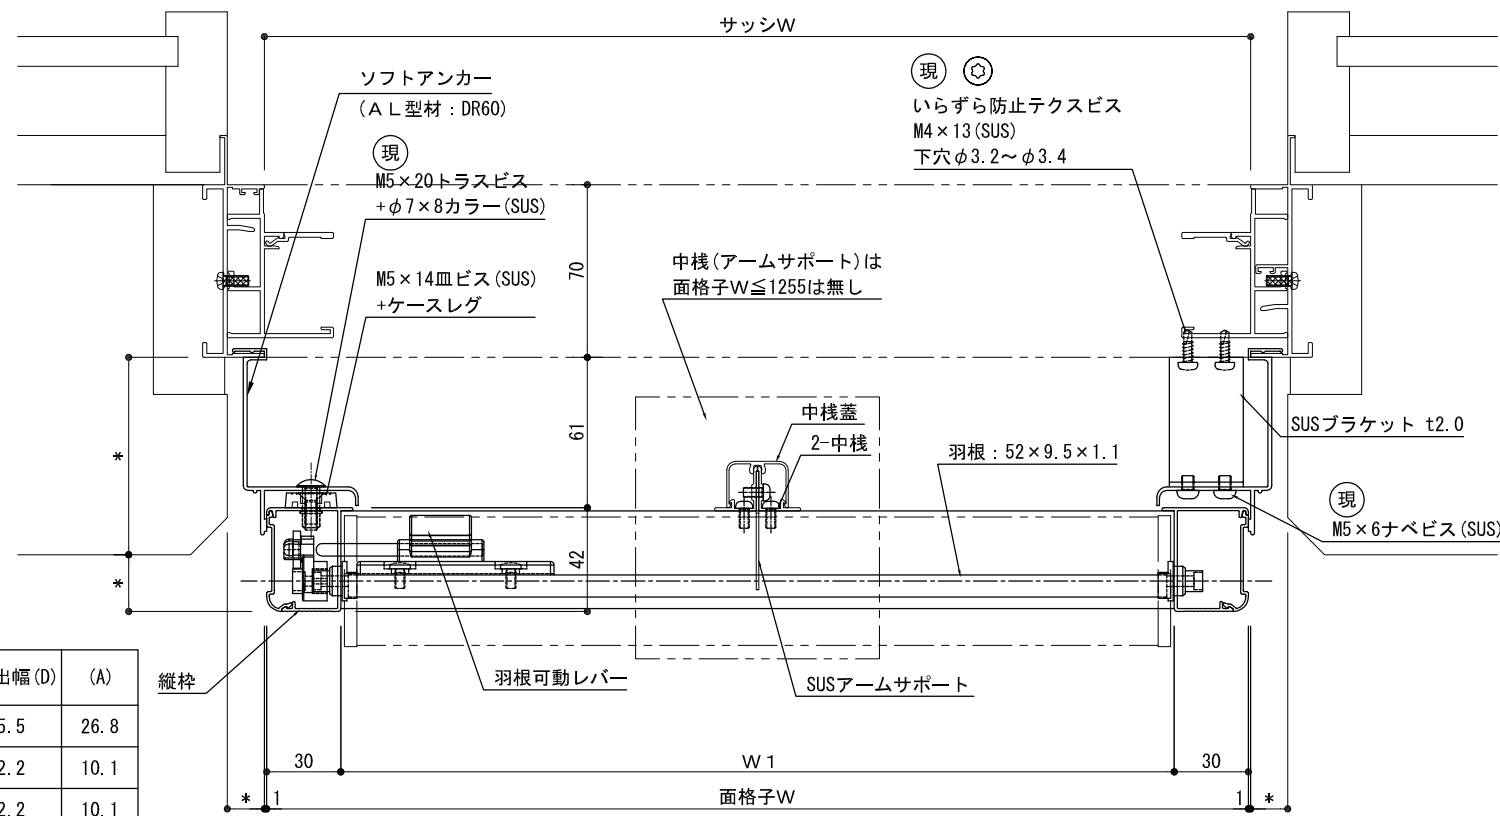 サッシW
ソフトアンカー
(AL型材：DR60)
現
M5×20トラスビス
+φ7×8カラー(SUS)
M5×14皿ビス(SUS)
+ケースレグ
現
いらずら防止テクスビス
M4×13(SUS)
下穴φ3.2～φ3.4
中桟(アームサポート)は
面格子W≦1255は無し
70
61
42
中桟蓋
2-中桟
羽根：52×9.5×1.1
SUSブラケット t2.0
現
M5×6ナベビス(SUS)
*
*
縦枠
羽根可動レバー
SUSアームサポート
出幅(D) (A)
5.5 26.8
2.2 10.1
2.2 10.1
30 W1 30
* 1 面格子W 1 *